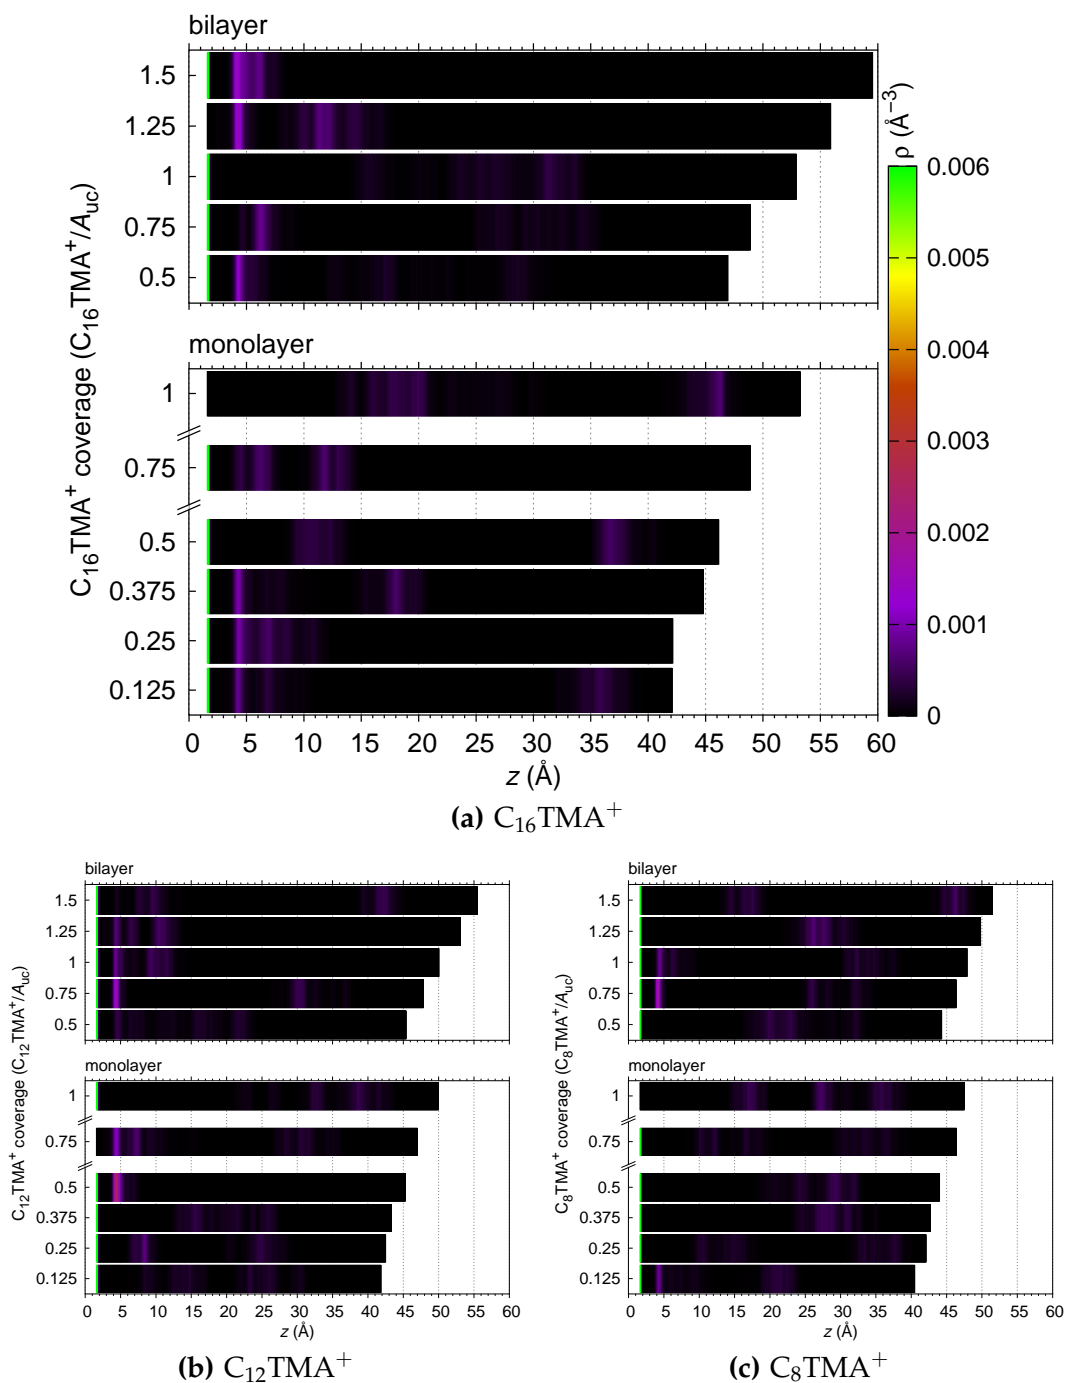 bilayer
1.5
1.25
1
0.75
0.5
monolayer
1
0.75
0.5
0.375
0.25
0.125
0 5 10 15 20 25 30 35 40 45 50 55 60
z (Å)
C₁₆TMA⁺ coverage (C₁₆TMA⁺/A_uc)
ρ (Å⁻³)
0.006
0.005
0.004
0.003
0.002
0.001
0
(a) C₁₆TMA⁺
bilayer
1.5
1.25
1
0.75
0.5
monolayer
1
0.75
0.5
0.375
0.25
0.125
0 5 10 15 20 25 30 35 40 45 50 55 60
z (Å)
C₁₂TMA⁺ coverage (C₁₂TMA⁺/A_uc)
(b) C₁₂TMA⁺
bilayer
1.5
1.25
1
0.75
0.5
monolayer
1
0.75
0.5
0.375
0.25
0.125
0 5 10 15 20 25 30 35 40 45 50 55 60
z (Å)
C₈TMA⁺ coverage (C₈TMA⁺/A_uc)
(c) C₈TMA⁺